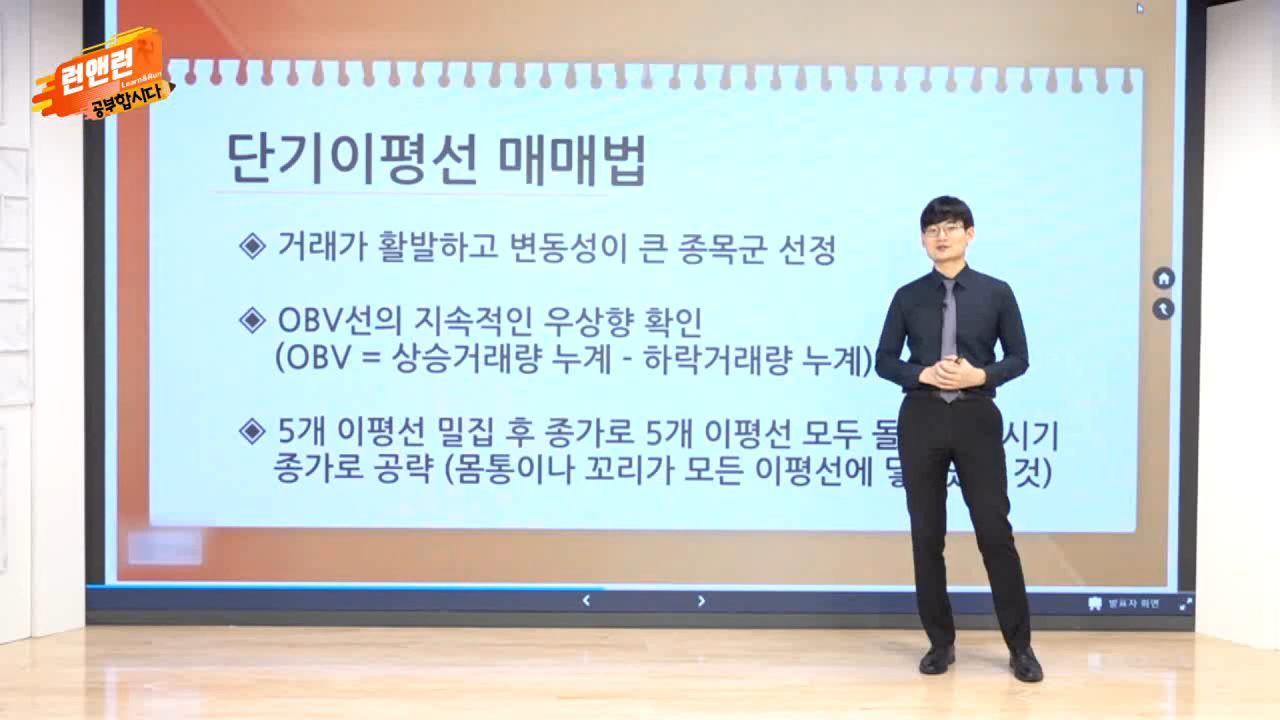 런앤런
Learn&Run
공부합시다
단기이평선 매매법
◈ 거래가 활발하고 변동성이 큰 종목군 선정
◈ OBV선의 지속적인 우상향 확인
(OBV = 상승거래량 누계 - 하락거래량 누계)
◈ 5개 이평선 밀집 후 종가로 5개 이평선 모두 시기
종가로 공략 (몸통이나 꼬리가 모든 이평선에 것)
발표자 화면